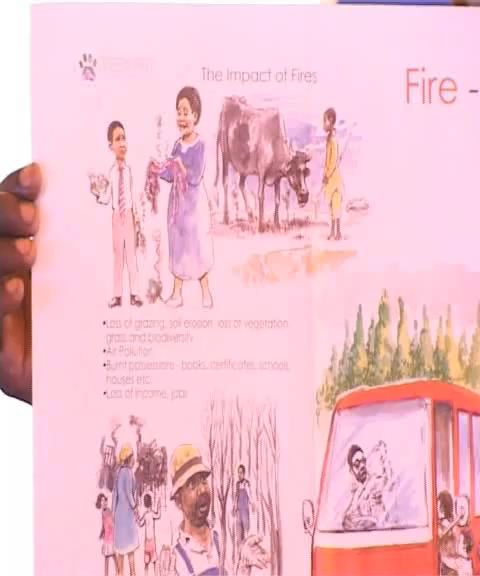 The Impact of Fires
Fire -
•Loss of grazing, soil erosion, loss of vegetation,
grass and biodiversity
•Air Pollution
•Burnt possessions - books, certificates, schools,
houses etc
•Loss of income, jobs